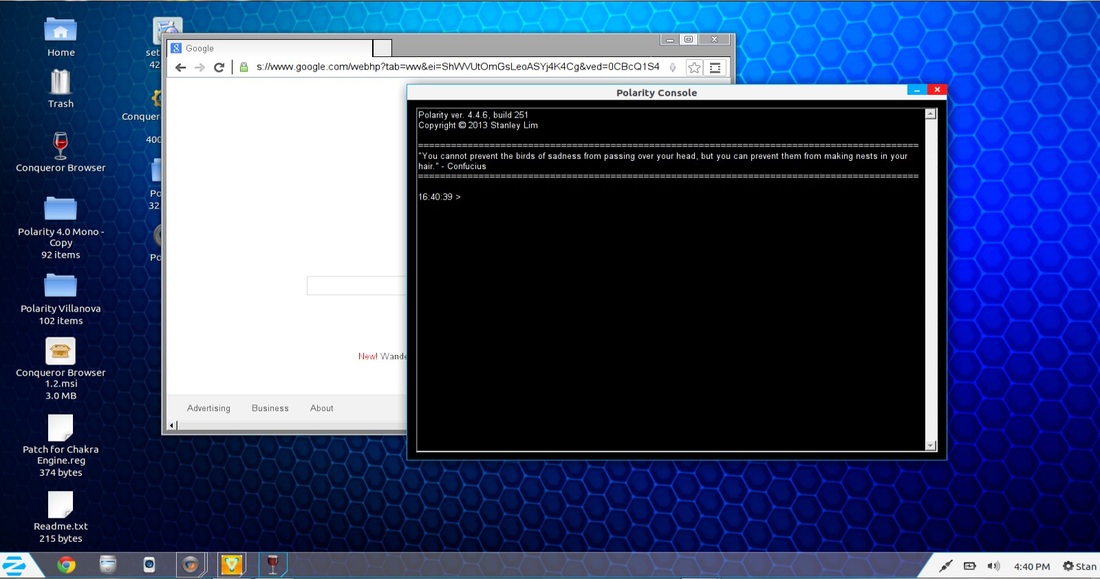 Home
Trash
Conqueror Browser
Polarity 4.0 Mono -
Copy
92 items
Polarity Villanova
102 items
Conqueror Browser
1.2.msi
3.0 MB
Patch for Chakra
Engine.reg
374 bytes
Readme.txt
215 bytes
set
42
Conquer
400
Po
32
Po
Google
s://www.google.com/webhp?tab=ww&ei=ShWVUtOmGsLeoASYj4K4Cg&ved=0CBcQ1S4
New! Wande
Advertising Business About
Polarity Console
Polarity ver. 4.4.6, build 251
Copyright © 2013 Stanley Lim
"You cannot prevent the birds of sadness from passing over your head, but you can prevent them from making nests in your
hair." - Confucius
16:40:39 >
4:40 PM Stan